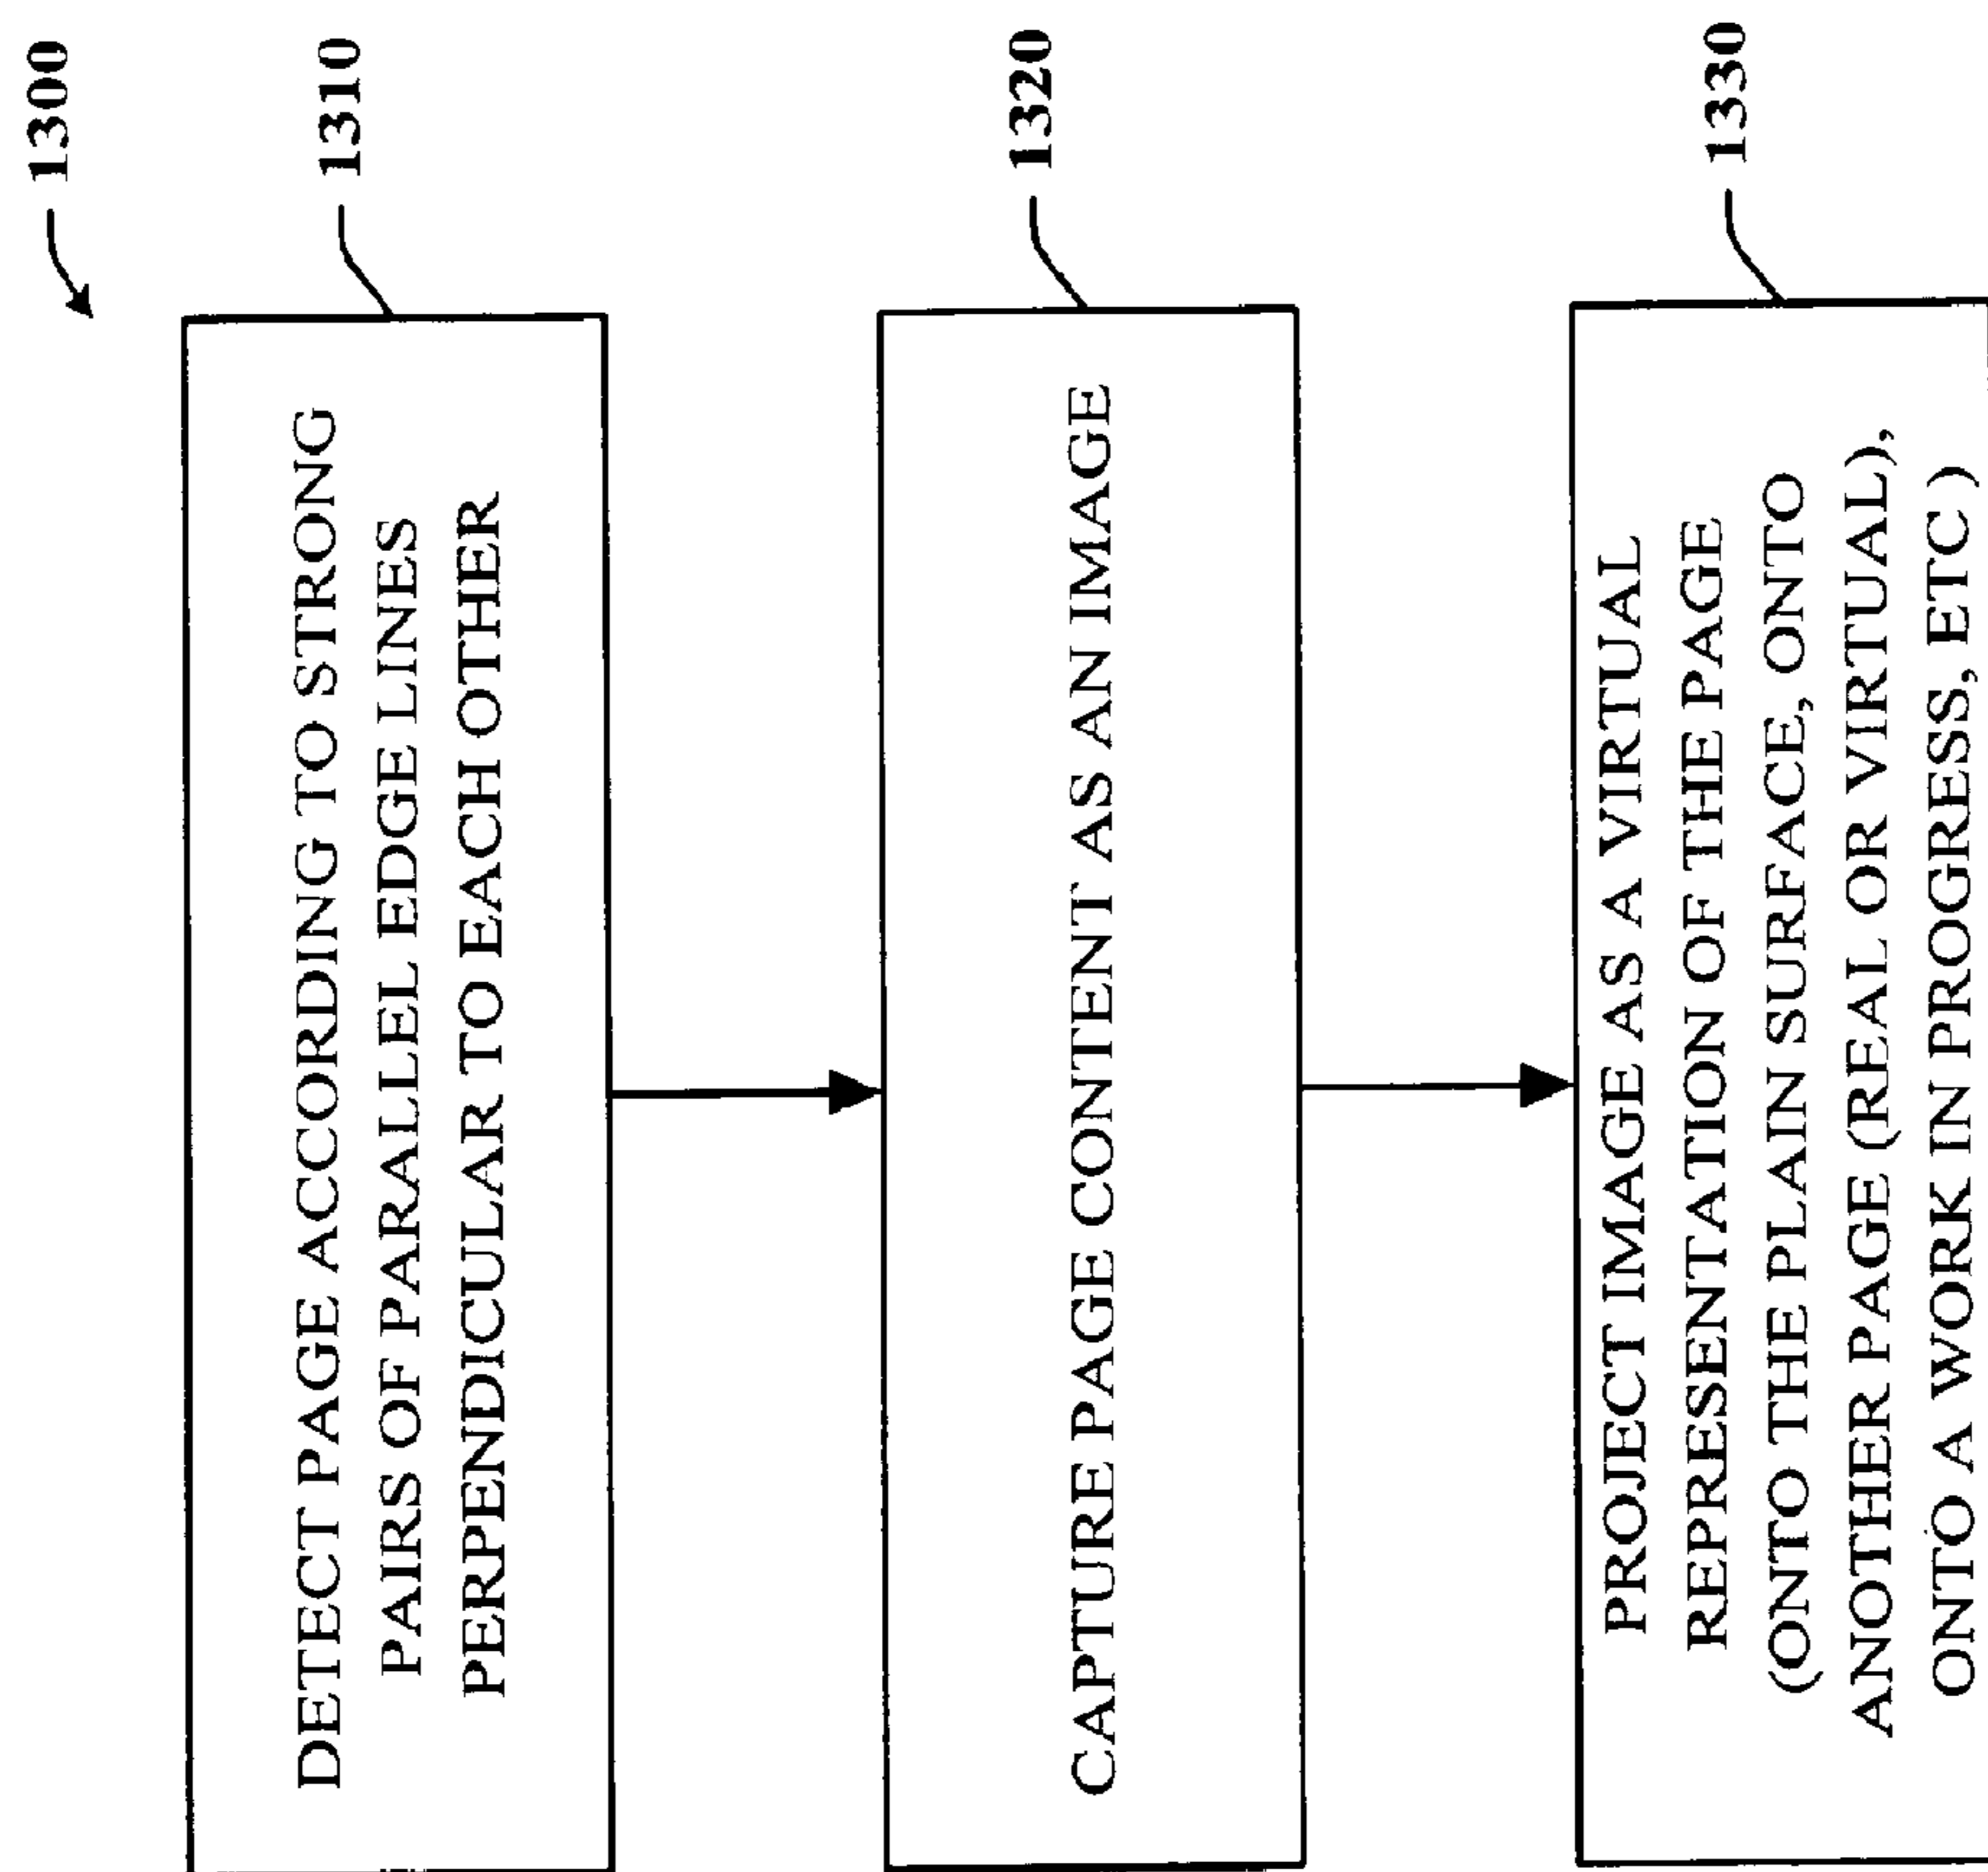 1300
1310
DETECT PAGE ACCORDING TO STRONG
PAIRS OF PARALLEL EDGE LINES
PERPENDICULAR TO EACH OTHER
1320
CAPTURE PAGE CONTENT AS AN IMAGE
1330
PROJECT IMAGE AS A VIRTUAL
REPRESENTATION OF THE PAGE
(ONTO THE PLAIN SURFACE, ONTO
ANOTHER PAGE (REAL OR VIRTUAL),
ONTO A WORK IN PROGRESS, ETC )